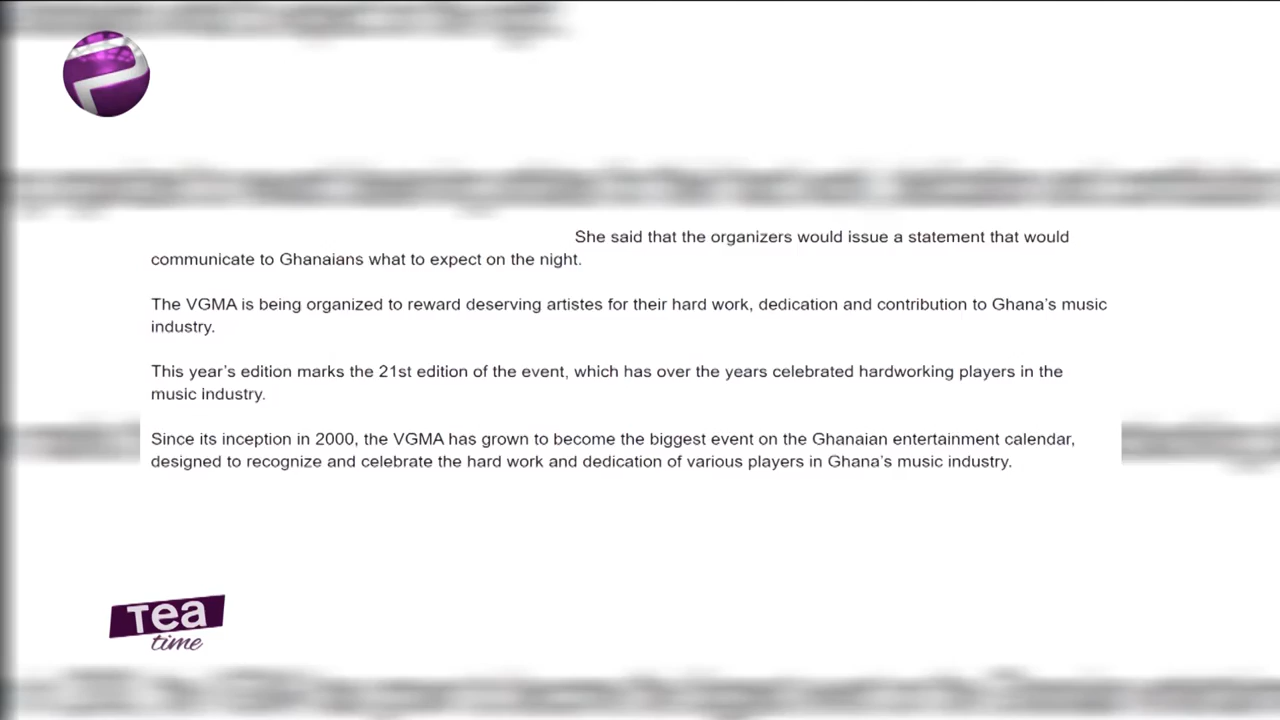 She said that the organizers would issue a statement that would
communicate to Ghanaians what to expect on the night.
The VGMA is being organized to reward deserving artistes for their hard work, dedication and contribution to Ghana’s music
industry.
This year’s edition marks the 21st edition of the event, which has over the years celebrated hardworking players in the
music industry.
Since its inception in 2000, the VGMA has grown to become the biggest event on the Ghanaian entertainment calendar,
designed to recognize and celebrate the hard work and dedication of various players in Ghana’s music industry.
Tea
time